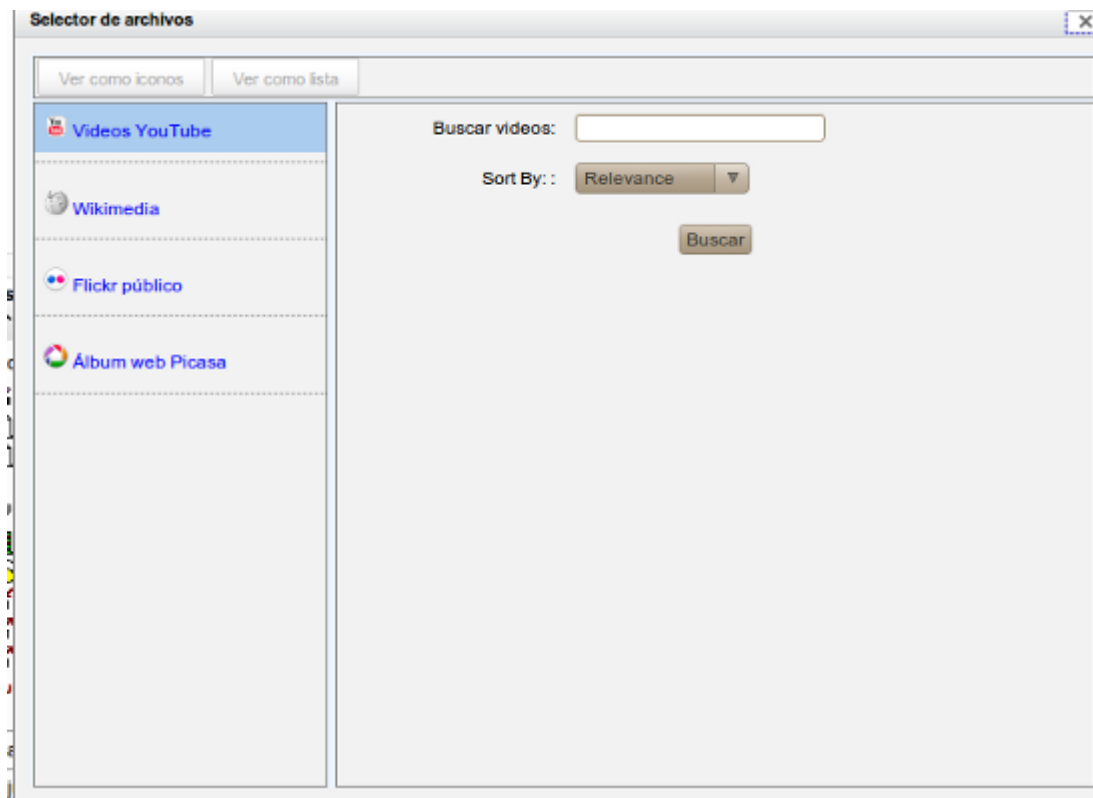 Selector de archivos
Ver como iconos
Ver como lista
Videos YouTube
Wikimedia
Flickr público
Álbum web Picasa
Buscar videos:
Sort By: :
Relevance
Buscar